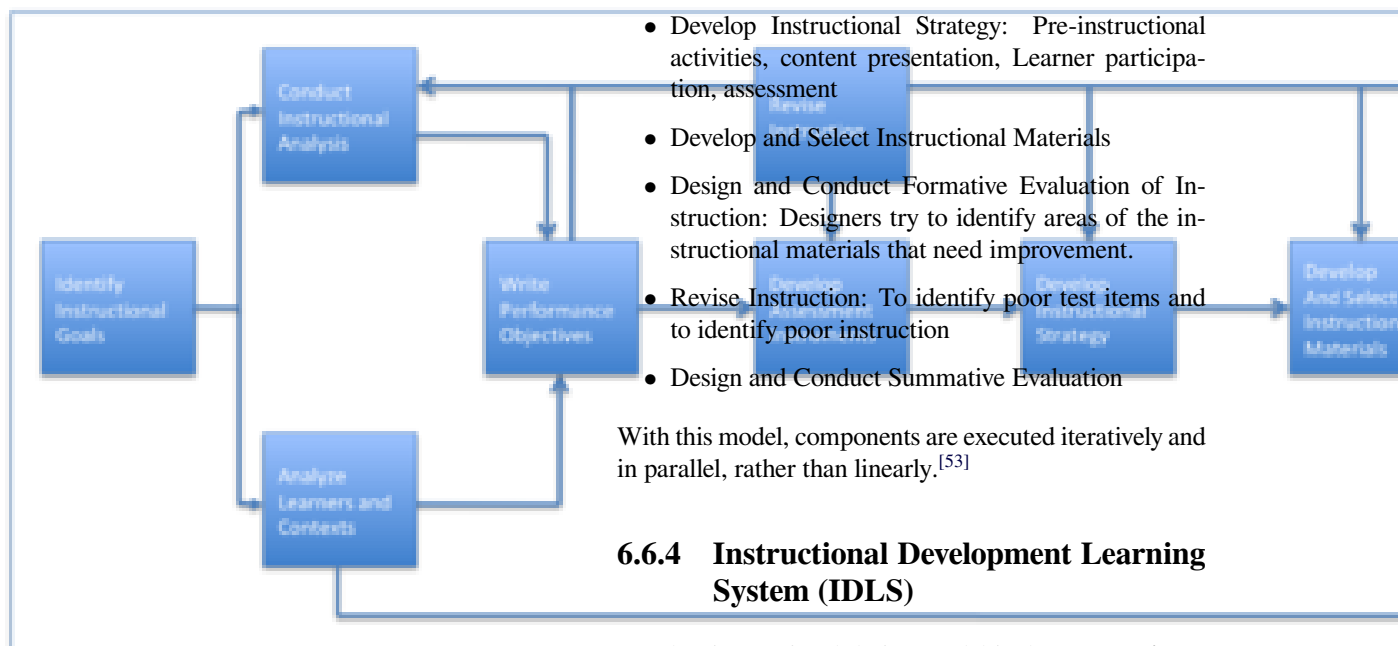 • Develop Instructional Strategy: Pre-instructional
activities, content presentation, Learner participa-
tion, assessment
• Develop and Select Instructional Materials
• Design and Conduct Formative Evaluation of In-
struction: Designers try to identify areas of the in-
structional materials that need improvement.
• Revise Instruction: To identify poor test items and
to identify poor instruction
• Design and Conduct Summative Evaluation
With this model, components are executed iteratively and
in parallel, rather than linearly.[53]
6.6.4 Instructional Development Learning
System (IDLS)
Conduct
Instructional
Analysis
Revise
Instruction
Identify
Instructional
Goals
Write
Performance
Objectives
Develop
Assessment
Develop
Instructional
Strategy
Develop
And Select
Materials
Analyze
Learners and
Contexts